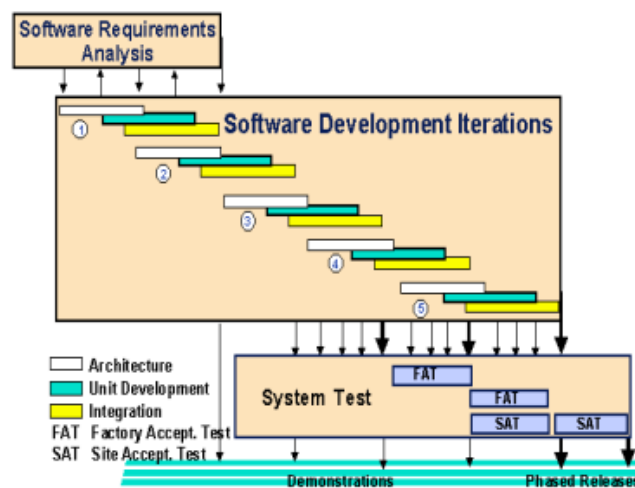 Software Requirements
Analysis
Software Development Iterations
1
2
3
4
5
Architecture
Unit Development
Integration
FAT Factory Accept. Test
SAT Site Accept. Test
System Test
FAT
FAT
SAT
SAT
Demonstrations
Phased Releases